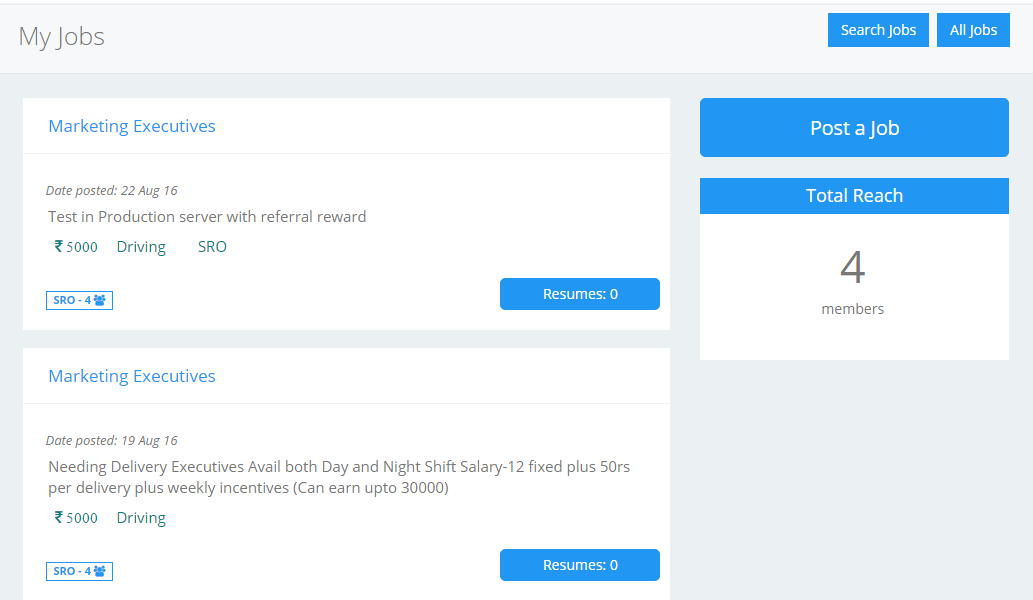 My Jobs
Search Jobs
All Jobs
Marketing Executives
Date posted: 22 Aug 16
Test in Production server with referral reward
₹ 5000 Driving SRO
SRO - 4
Resumes: 0
Marketing Executives
Date posted: 19 Aug 16
Needing Delivery Executives Avail both Day and Night Shift Salary-12 fixed plus 50rs
per delivery plus weekly incentives (Can earn upto 30000)
₹ 5000 Driving
SRO - 4
Resumes: 0
Post a Job
Total Reach
4
members